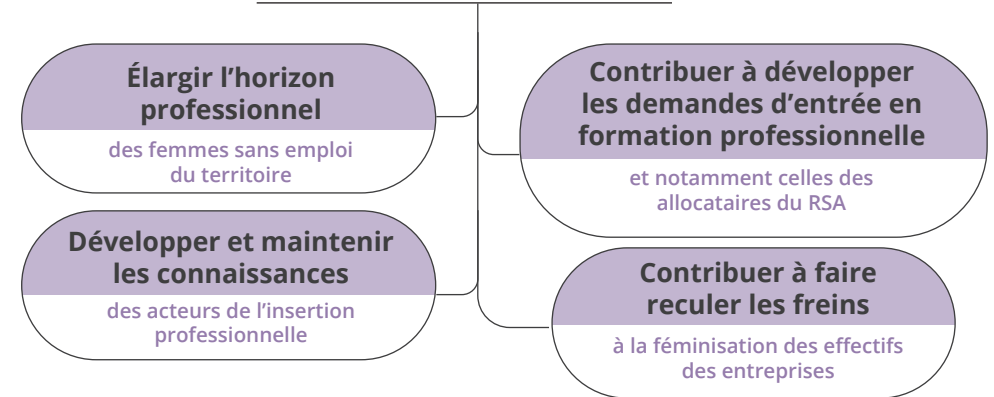 Élargir l’horizon
professionnel
des femmes sans emploi
du territoire
Contribuer à développer
les demandes d’entrée en
formation professionnelle
et notamment celles des
allocataires du RSA
Développer et maintenir
les connaissances
des acteurs de l’insertion
professionnelle
Contribuer à faire
reculer les freins
à la féminisation des effectifs
des entreprises